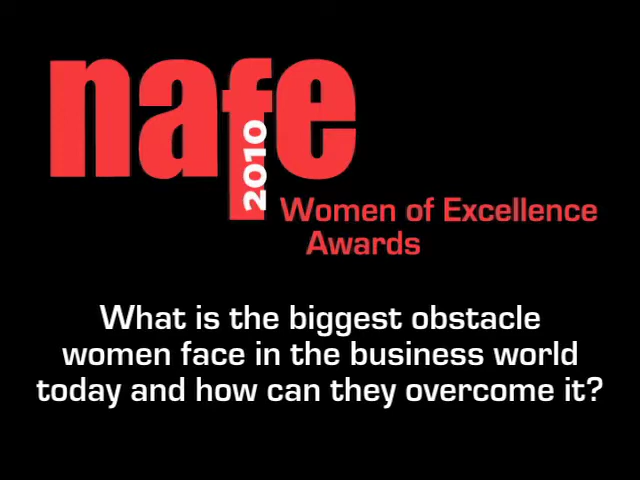 nafe
2010
Women of Excellence
Awards
What is the biggest obstacle
women face in the business world
today and how can they overcome it?